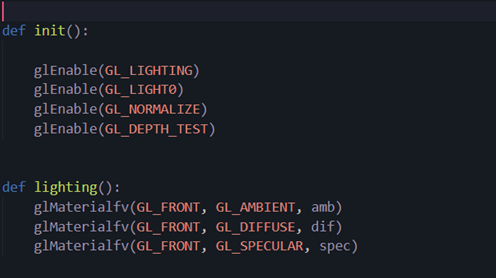 def init():
    glEnable(GL_LIGHTING)
    glEnable(GL_LIGHT0)
    glEnable(GL_NORMALIZE)
    glEnable(GL_DEPTH_TEST)
def lighting():
    glMaterialfv(GL_FRONT, GL_AMBIENT, amb)
    glMaterialfv(GL_FRONT, GL_DIFFUSE, dif)
    glMaterialfv(GL_FRONT, GL_SPECULAR, spec)